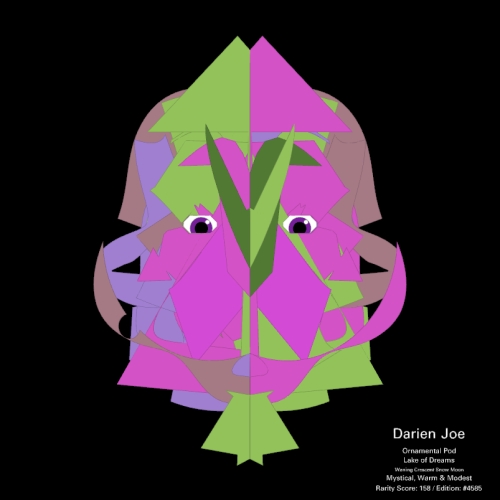 Darien Joe
Ornamental Pod
Lake of Dreams
Waning Crescent Snow Moon
Mystical, Warm & Modest
Rarity Score: 158 / Edition: #4585